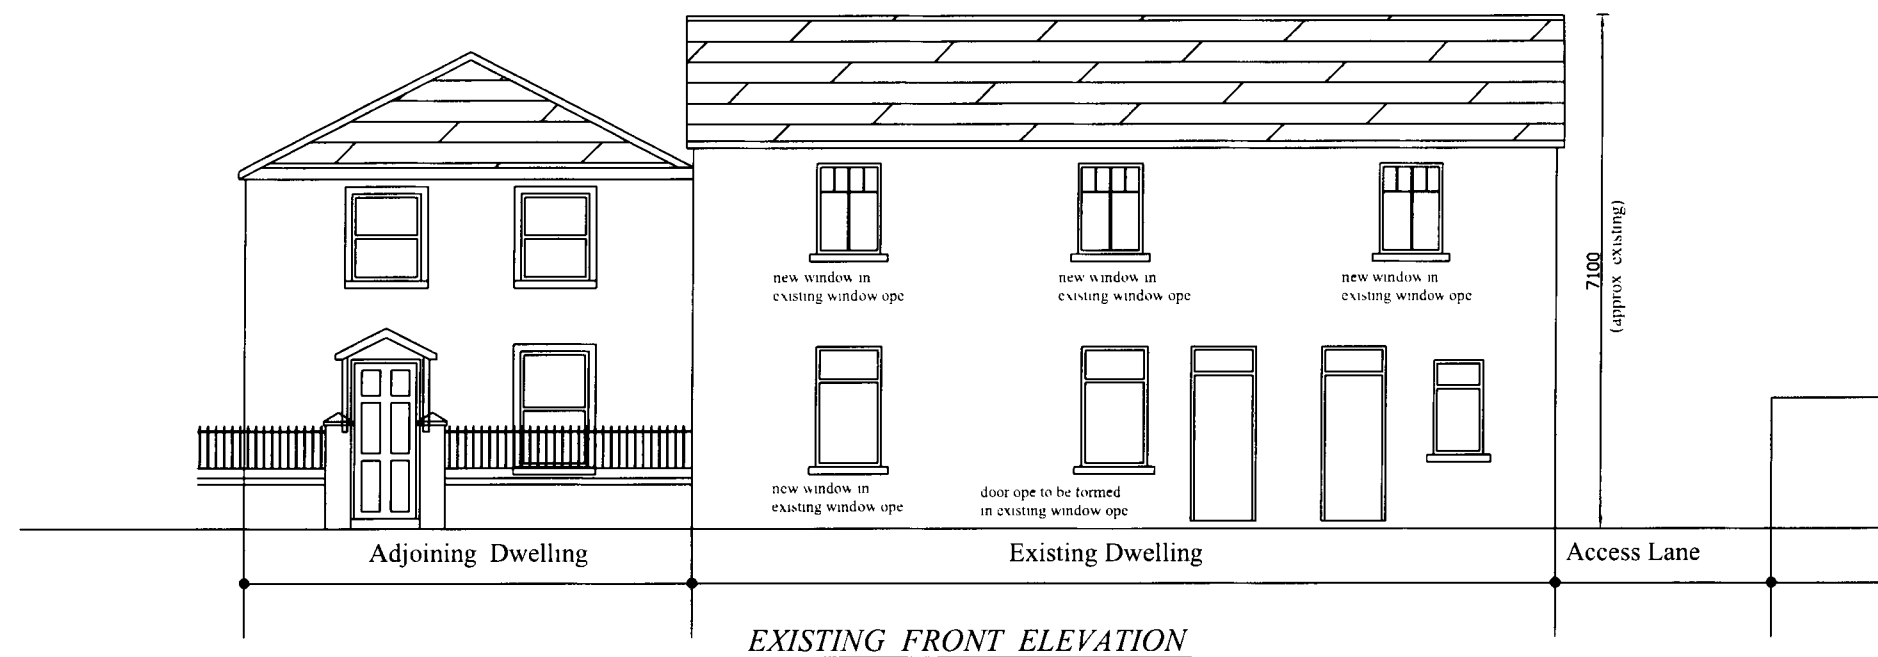 new window in
existing window ope
new window in
existing window ope
new window in
existing window ope
7100
(approx existing)
new window in
existing window ope
door ope to be formed
in existing window ope
Adjoining Dwelling
Existing Dwelling
Access Lane
EXISTING FRONT ELEVATION